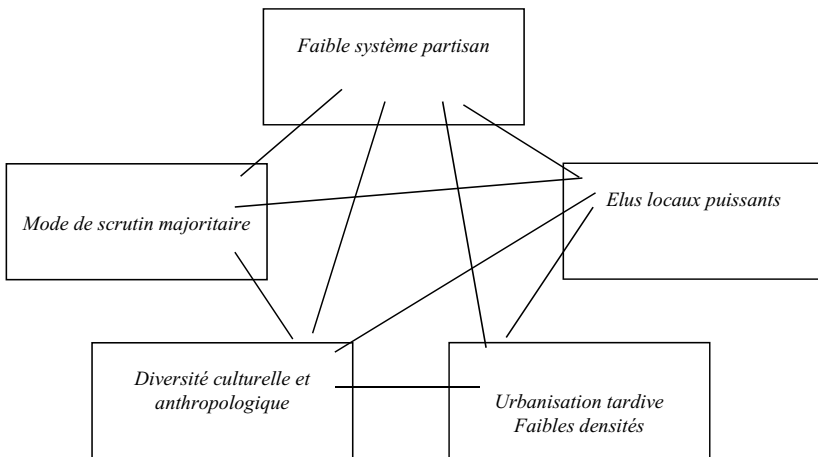 Faible système partisan
Mode de scrutin majoritaire
Elus locaux puissants
Diversité culturelle et
anthropologique
Urbanisation tardive
Faibles densités